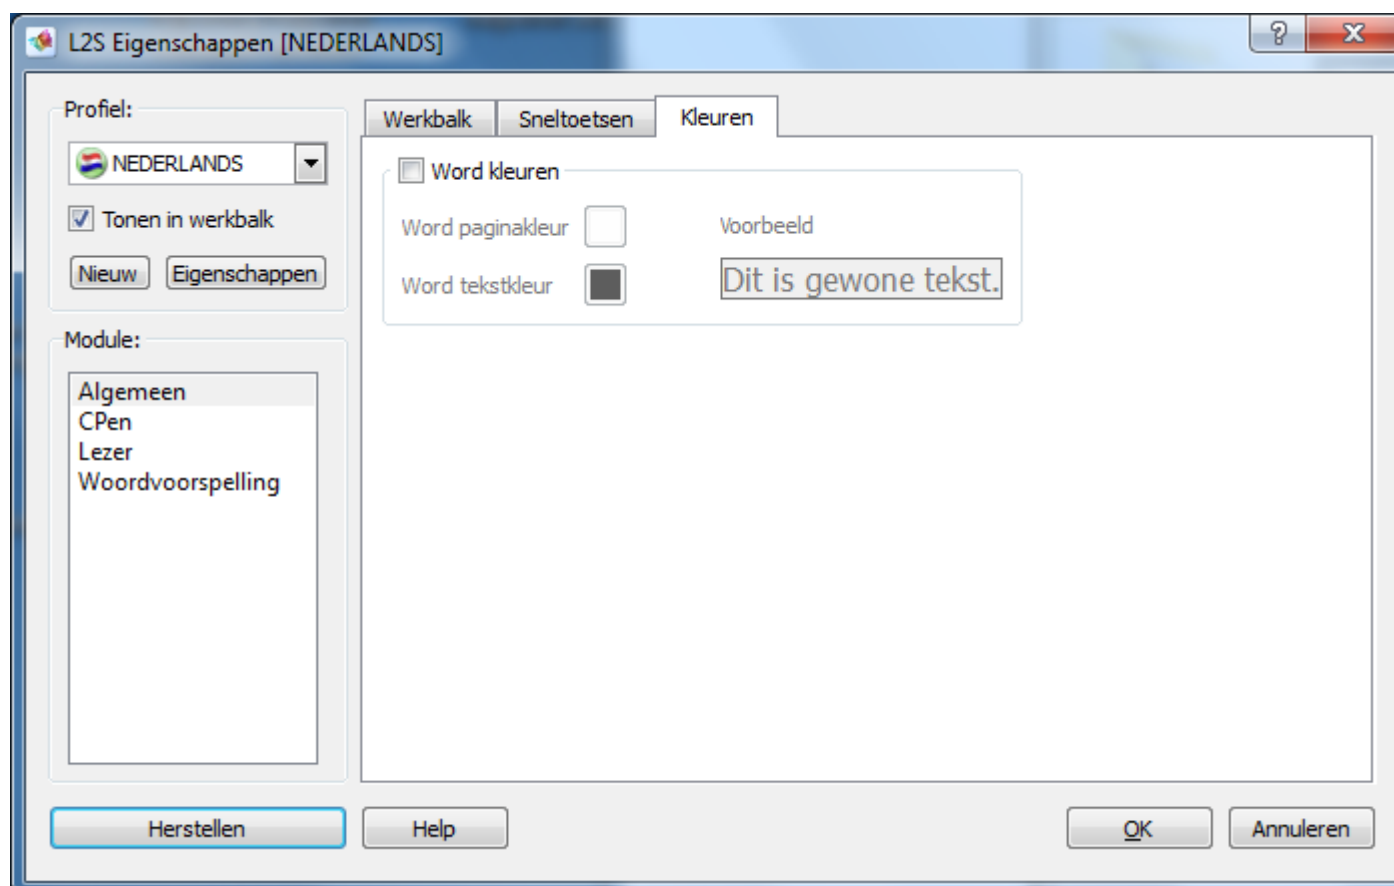 L2S Eigenschappen [NEDERLANDS]
Profiel:
NEDERLANDS
Tonen in werkbalk
Nieuw Eigenschappen
Module:
Algemeen
CPen
Lezer
Woordvoorspelling
Werkbalk Sneltoetsen Kleuren
Word kleuren
Word paginakleur Voorbeeld
Word tekstkleur Dit is gewone tekst.
Herstellen Help OK Annuleren